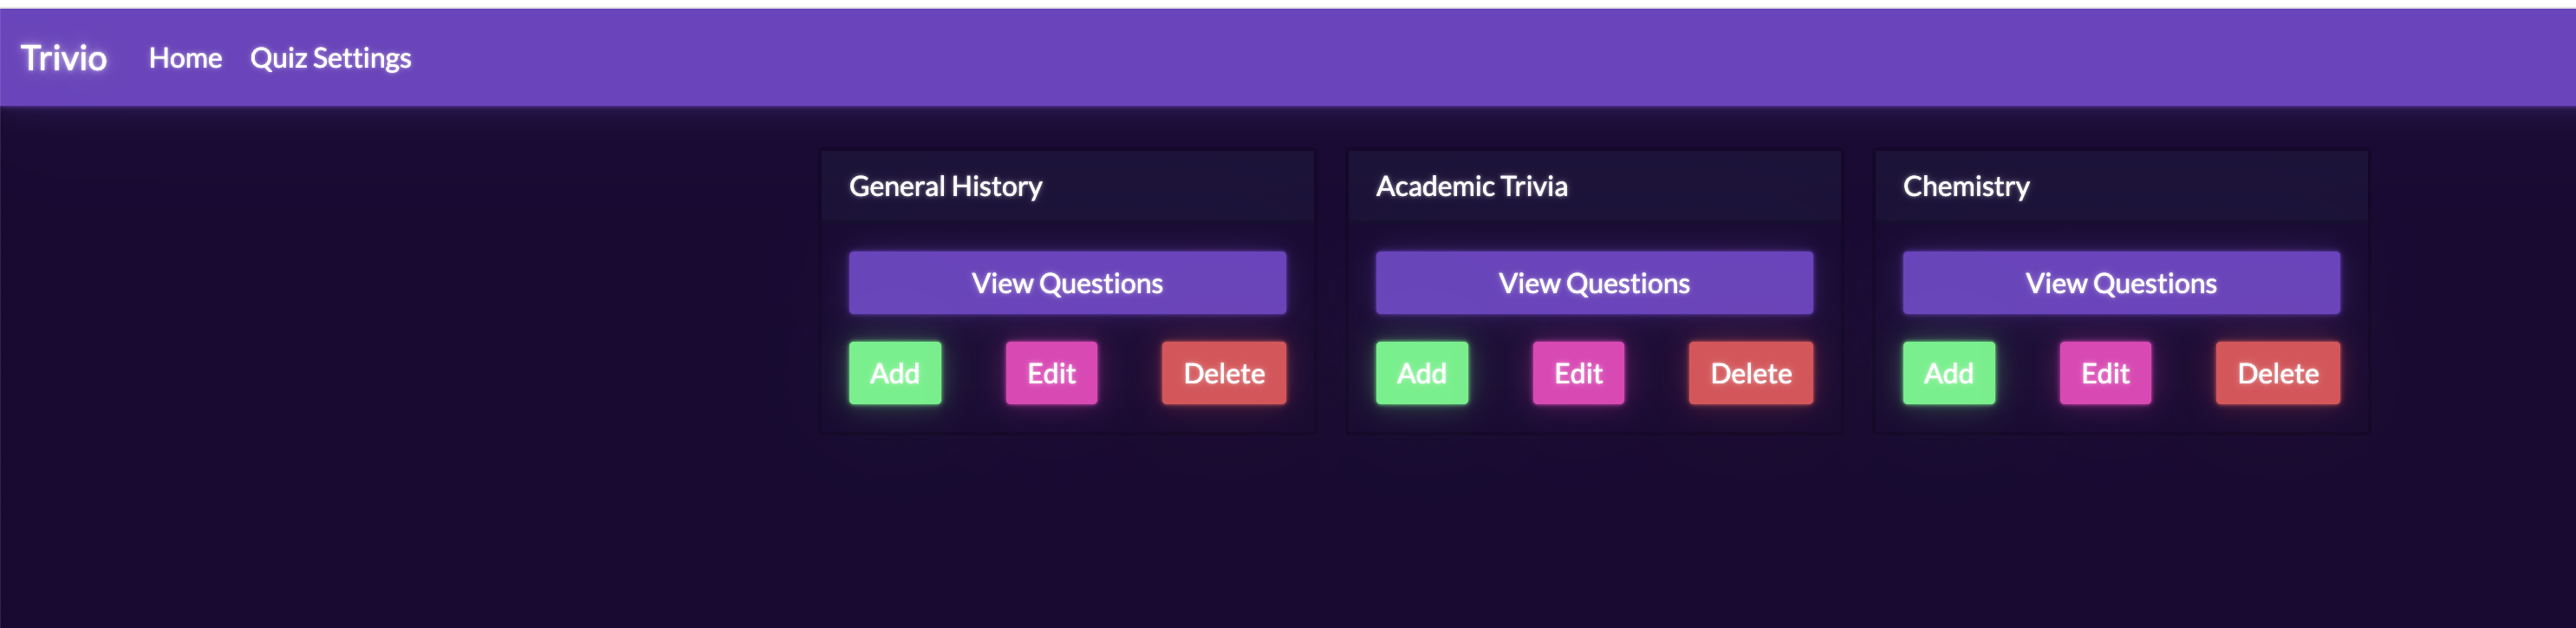 Trivio Home Quiz Settings
General History
View Questions
Add Edit Delete
Academic Trivia
View Questions
Add Edit Delete
Chemistry
View Questions
Add Edit Delete